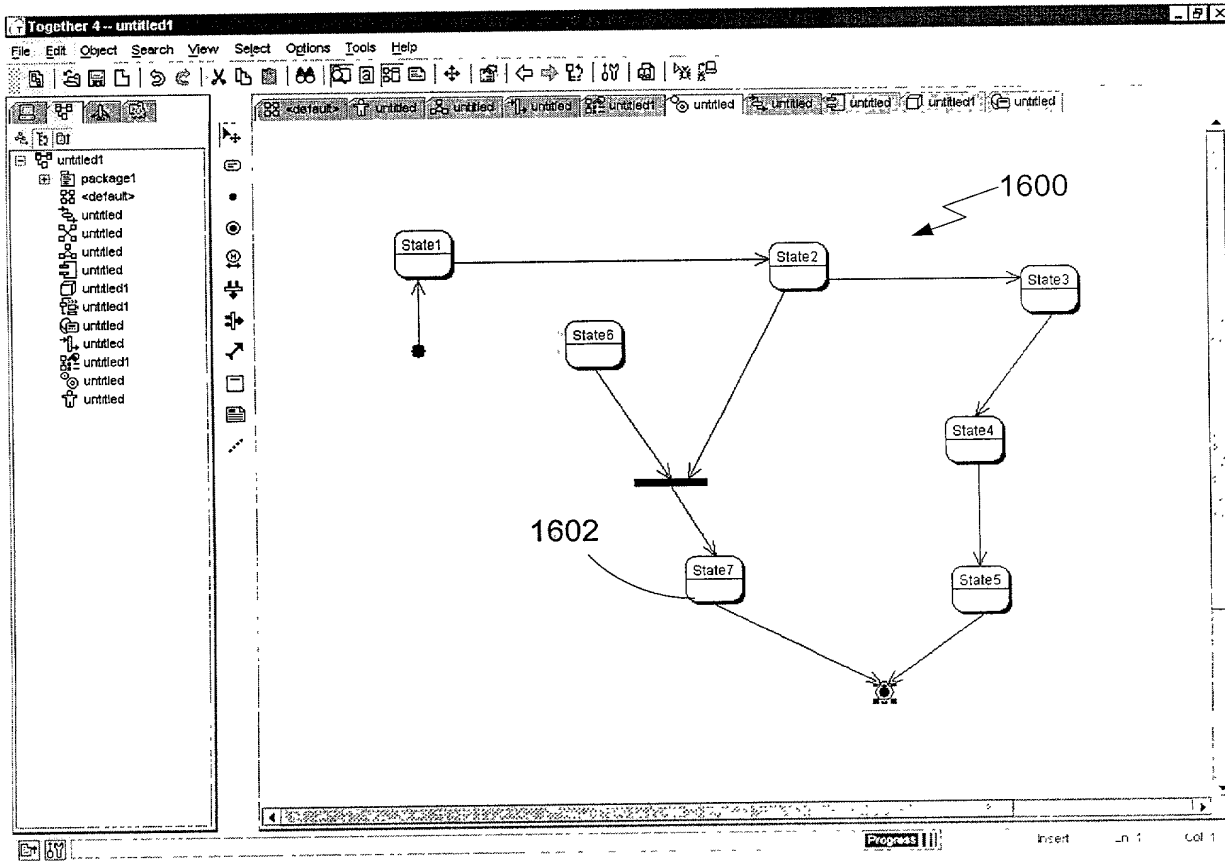 Together 4 -- untitled1
File Edit Object Search View Select Options Tools Help
<default> untitled untitled untitled untitled1 untitled untitled untitled untitled1 untitled
untitled1
package1
<default>
untitled
untitled
untitled
untitled
untitled1
untitled1
untitled
untitled
untitled1
untitled
untitled
1600
State1
State2
State3
State6
State4
1602
State7
State5
Progress
Insert Ln 1 Col 1